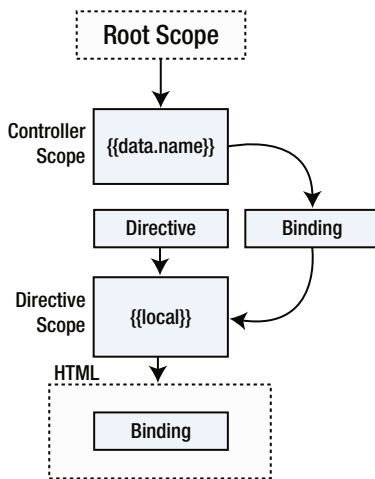 Root Scope
Controller
Scope
{{data.name}}
Directive
Binding
Directive
Scope
{{local}}
HTML
Binding